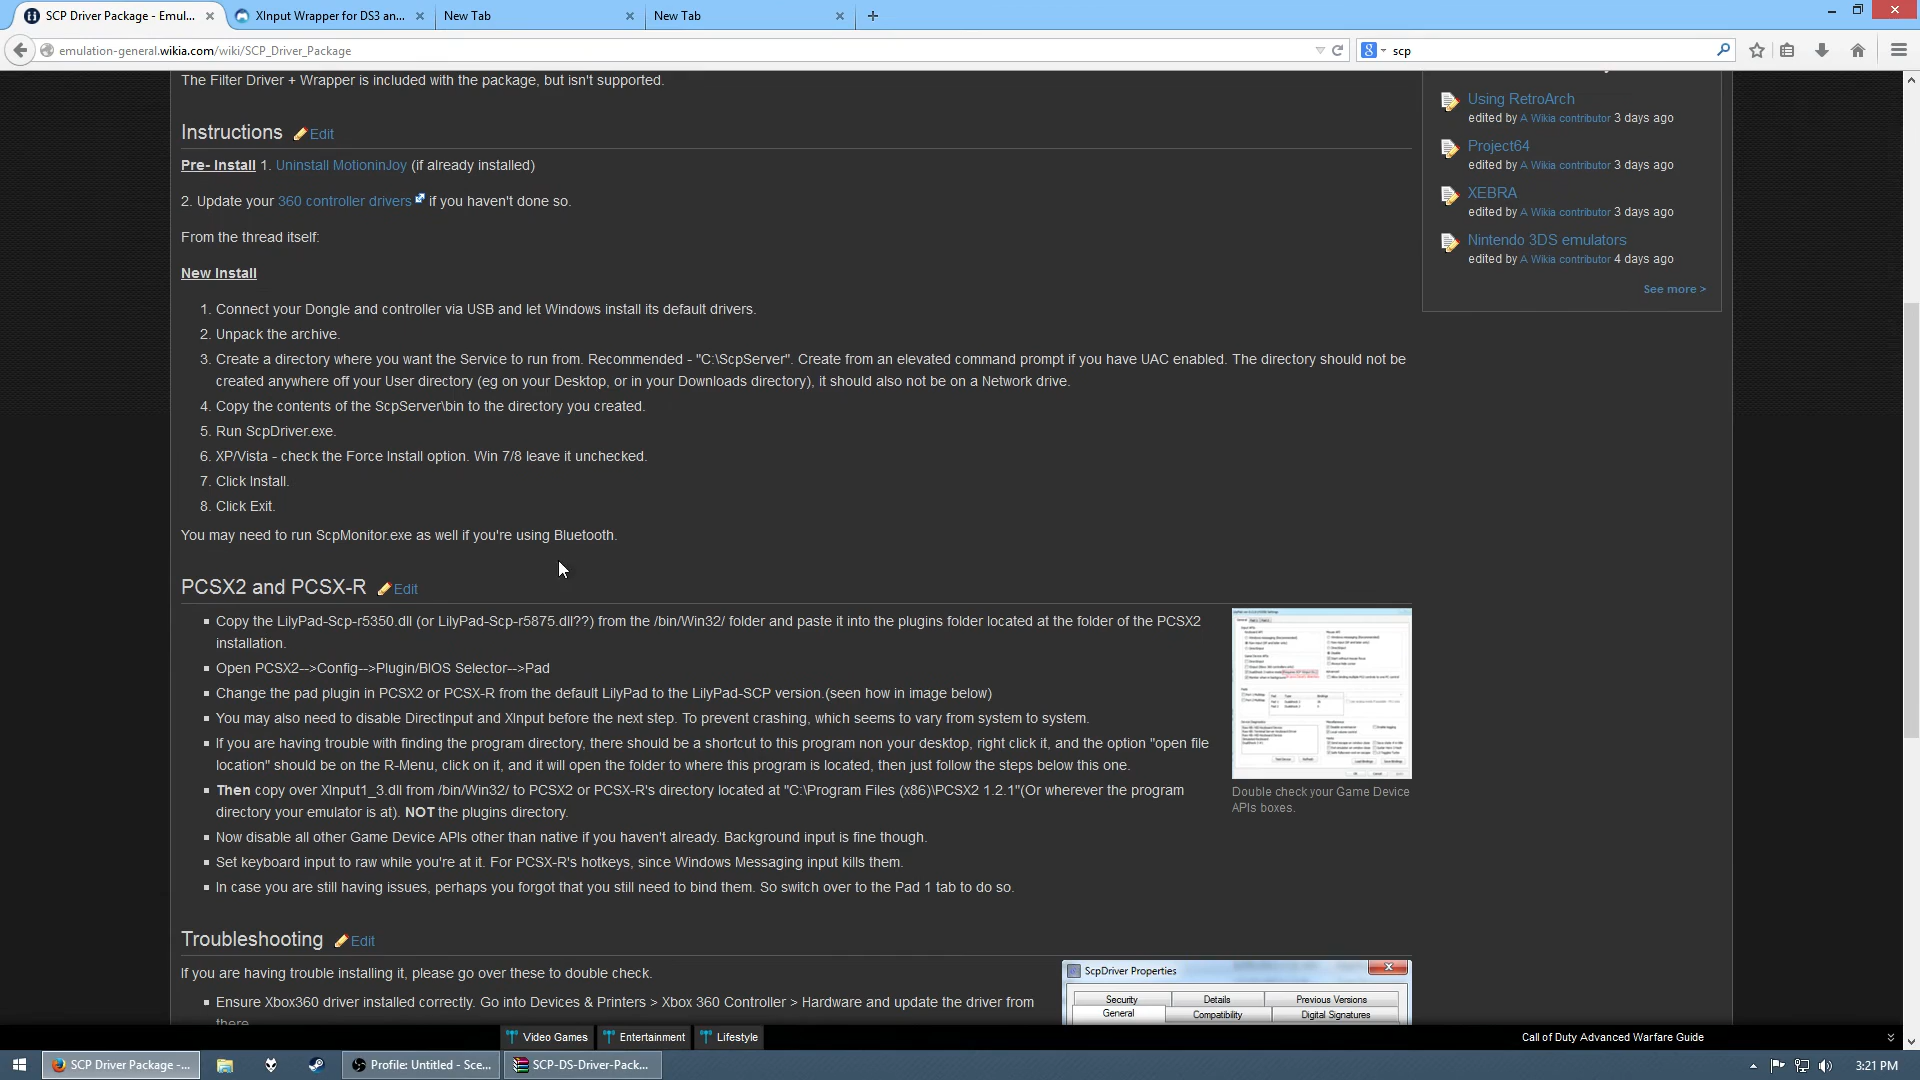 SCP Driver Package - Emul...
XInput Wrapper for DS3 an...
New Tab
New Tab
emulation-general.wikia.com/wiki/SCP_Driver_Package
scp
The Filter Driver + Wrapper is included with the package, but isn't supported.
Instructions Edit
Pre- Install 1. Uninstall MotioninJoy (if already installed)
2. Update your 360 controller drivers if you haven't done so.
From the thread itself:
New Install
1. Connect your Dongle and controller via USB and let Windows install its default drivers.
2. Unpack the archive.
3. Create a directory where you want the Service to run from. Recommended - "C:\ScpServer". Create from an elevated command prompt if you have UAC enabled. The directory should not be
created anywhere off your User directory (eg on your Desktop, or in your Downloads directory), it should also not be on a Network drive.
4. Copy the contents of the ScpServer\bin to the directory you created.
5. Run ScpDriver.exe.
6. XP/Vista - check the Force Install option. Win 7/8 leave it unchecked.
7. Click Install.
8. Click Exit.
You may need to run ScpMonitor.exe as well if you're using Bluetooth.
PCSX2 and PCSX-R Edit
Copy the LilyPad-Scp-r5350.dll (or LilyPad-Scp-r5875.dll??) from the /bin/Win32/ folder and paste it into the plugins folder located at the folder of the PCSX2
installation.
Open PCSX2-->Config-->Plugin/BIOS Selector-->Pad
Change the pad plugin in PCSX2 or PCSX-R from the default LilyPad to the LilyPad-SCP version.(seen how in image below)
You may also need to disable DirectInput and XInput before the next step. To prevent crashing, which seems to vary from system to system.
If you are having trouble with finding the program directory, there should be a shortcut to this program non your desktop, right click it, and the option "open file
location" should be on the R-Menu, click on it, and it will open the folder to where this program is located, then just follow the steps below this one.
Then copy over XInput1_3.dll from /bin/Win32/ to PCSX2 or PCSX-R's directory located at "C:\Program Files (x86)\PCSX2 1.2.1"(Or wherever the program
directory your emulator is at). NOT the plugins directory.
Now disable all other Game Device APIs other than native if you haven't already. Background input is fine though.
Set keyboard input to raw while you're at it. For PCSX-R's hotkeys, since Windows Messaging input kills them.
In case you are still having issues, perhaps you forgot that you still need to bind them. So switch over to the Pad 1 tab to do so.
Double check your Game Device
APIs boxes.
Troubleshooting Edit
If you are having trouble installing it, please go over these to double check.
Ensure Xbox360 driver installed correctly. Go into Devices & Printers > Xbox 360 Controller > Hardware and update the driver from
there.
ScpDriver Properties
Security Details Previous Versions
General Compatibility Digital Signatures
Using RetroArch
edited by A Wikia contributor 3 days ago
Project64
edited by A Wikia contributor 3 days ago
XEBRA
edited by A Wikia contributor 3 days ago
Nintendo 3DS emulators
edited by A Wikia contributor 4 days ago
See more >
Video Games
Entertainment
Lifestyle
Call of Duty Advanced Warfare Guide
SCP Driver Package -...
Profile: Untitled - Sce...
SCP-DS-Driver-Pack...
3:21 PM